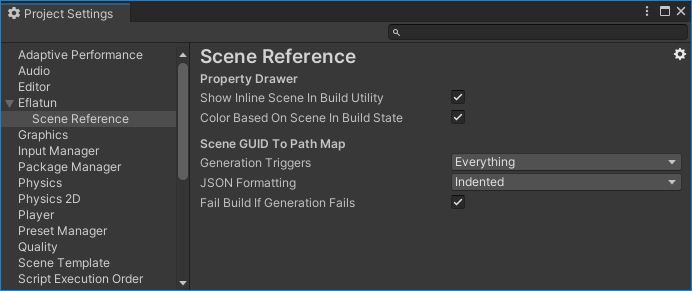 Project Settings
Adaptive Performance
Audio
Editor
Eflatun
Scene Reference
Graphics
Input Manager
Package Manager
Physics
Physics 2D
Player
Preset Manager
Quality
Scene Template
Script Execution Order
Scene Reference
Property Drawer
Show Inline Scene In Build Utility
Color Based On Scene In Build State
Scene GUID To Path Map
Generation Triggers Everything
JSON Formatting Indented
Fail Build If Generation Fails